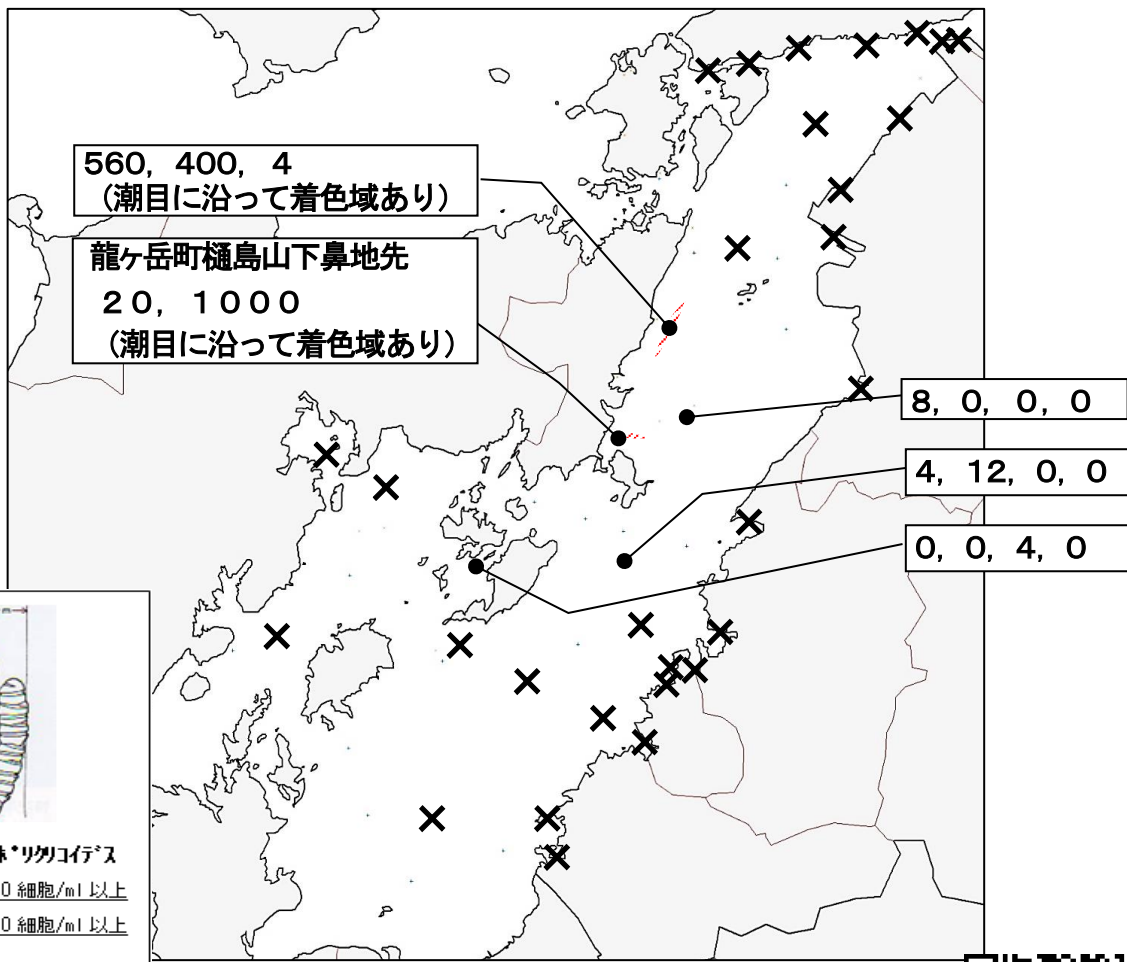 560, 400, 4
(潮目に沿って着色域あり)
龍ヶ岳町樋島山下鼻地先
20, 1000
(潮目に沿って着色域あり)
8, 0, 0, 0
4, 12, 0, 0
0, 0, 4, 0
リクリコイデス
0 細胞/ml 以上
0 細胞/ml 以上